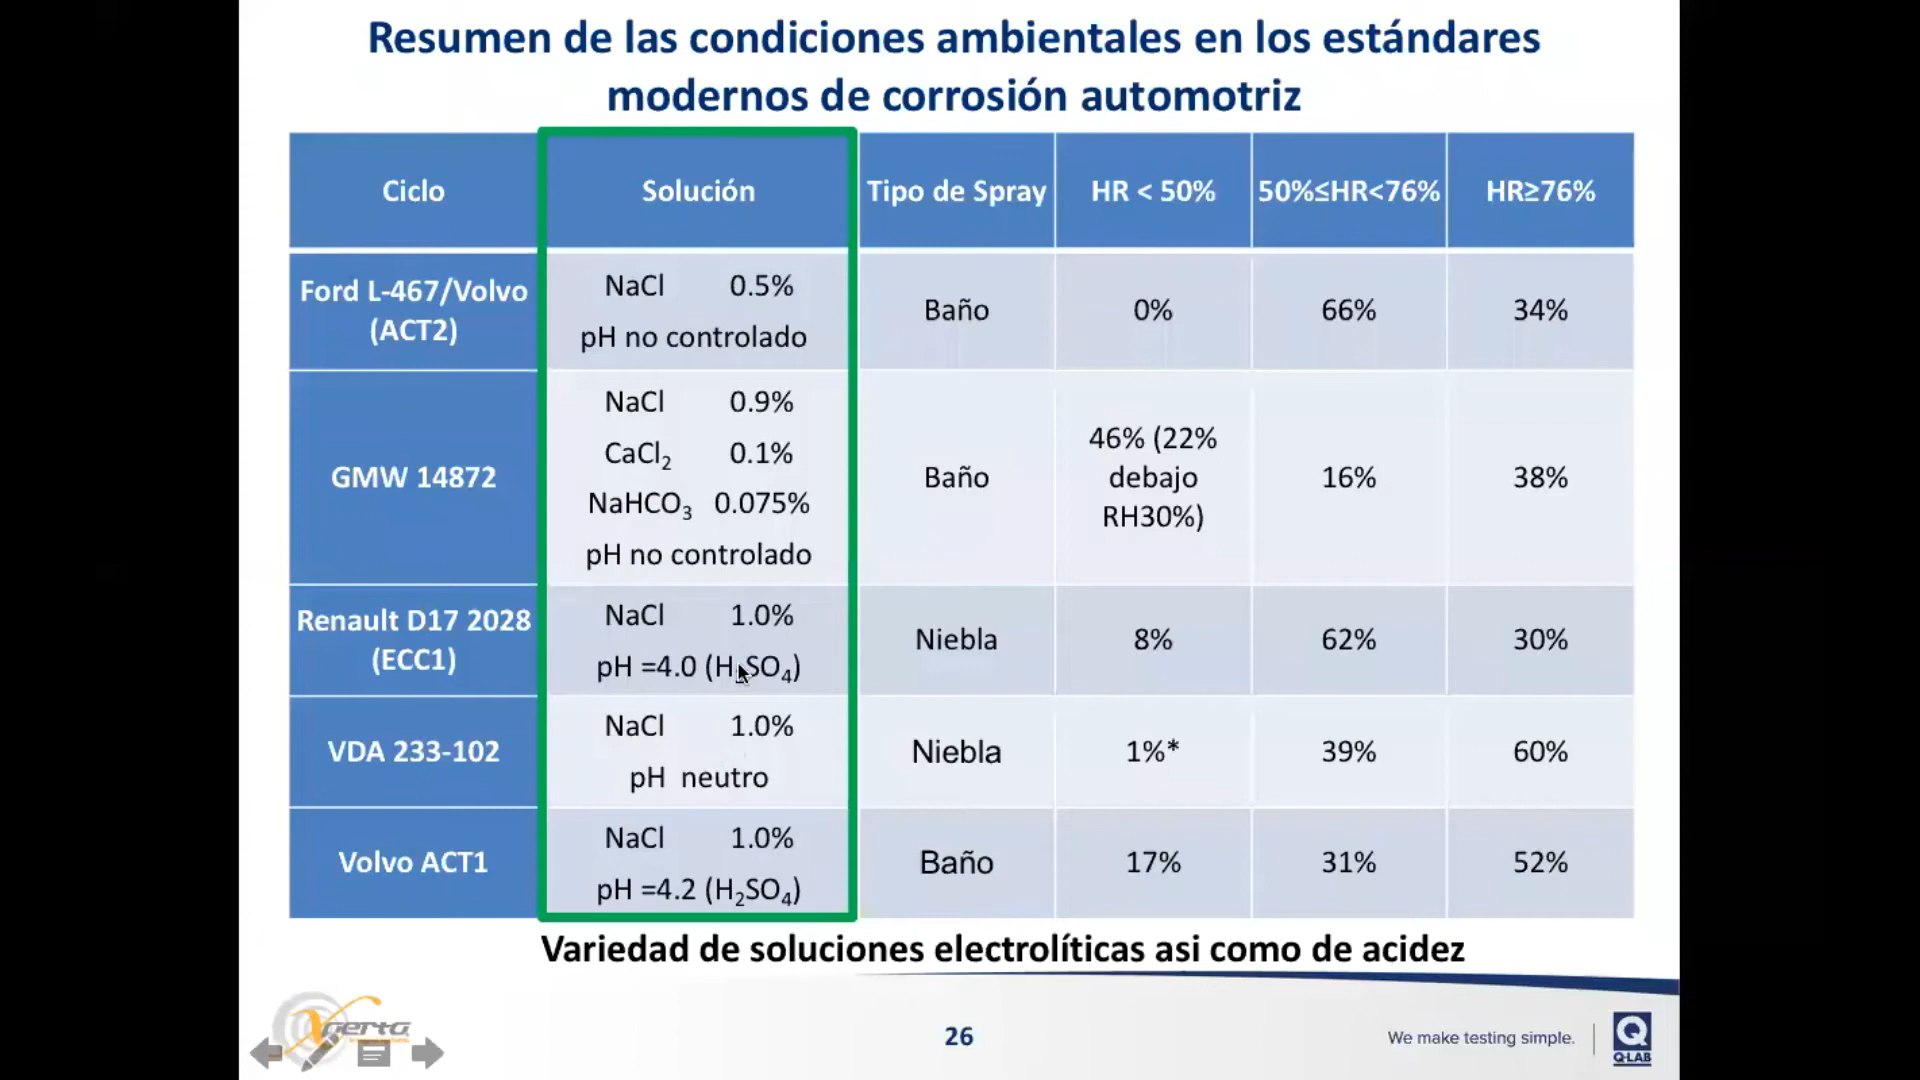 Resumen de las condiciones ambientales en los estándares
modernos de corrosión automotriz
Ciclo
Solución
Tipo de Spray
HR < 50%
50%≤HR<76%
HR≥76%
Ford L-467/Volvo
(ACT2)
NaCl 0.5%
pH no controlado
Baño
0%
66%
34%
GMW 14872
NaCl 0.9%
CaCl₂ 0.1%
NaHCO₃ 0.075%
pH no controlado
Baño
46% (22%
debajo
RH30%)
16%
38%
Renault D17 2028
(ECC1)
NaCl 1.0%
pH =4.0 (H₂SO₄)
Niebla
8%
62%
30%
VDA 233-102
NaCl 1.0%
pH neutro
Niebla
1%*
39%
60%
Volvo ACT1
NaCl 1.0%
pH =4.2 (H₂SO₄)
Baño
17%
31%
52%
Variedad de soluciones electrolíticas asi como de acidez
Xperta
26
We make testing simple.
Q-LAB